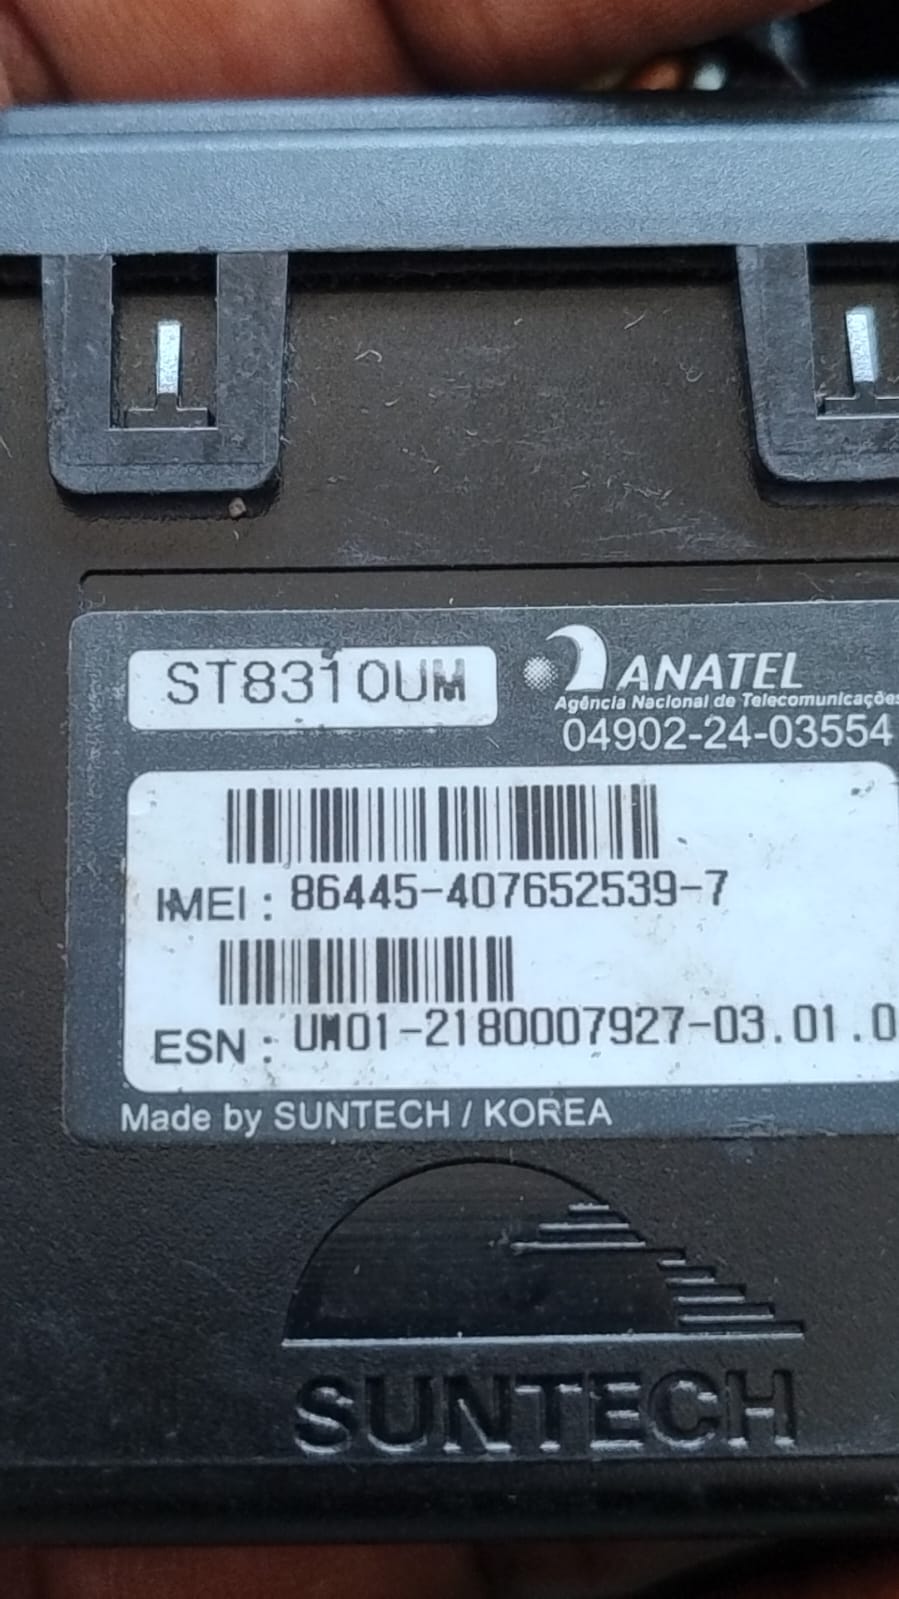 ST8310UM
ANATEL
Agência Nacional de Telecomunicações
04902-24-03554
IMEI : 86445-407652539-7
ESN : UM01-2180007927-03.01.0
Made by SUNTECH / KOREA
SUNTECH